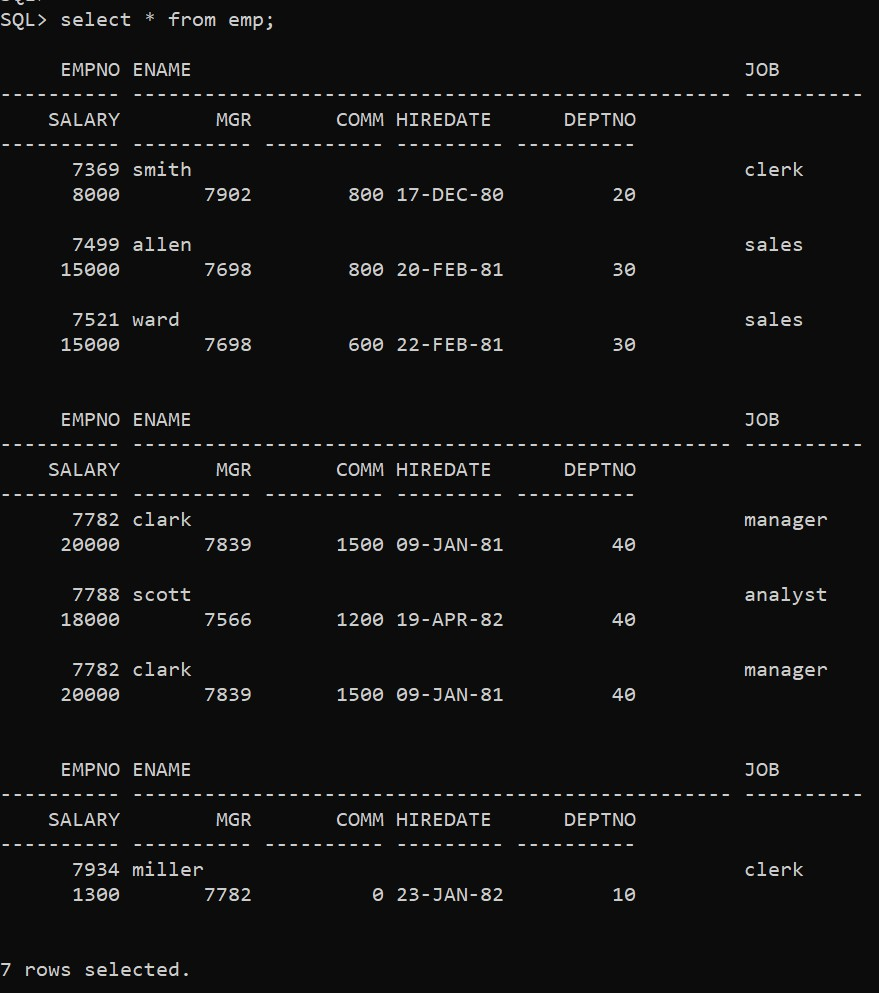 SQL> select * from emp;
     EMPNO ENAME                                              JOB
---------- -------------------------------------------------- ----------
    SALARY        MGR       COMM HIREDATE      DEPTNO
---------- ---------- ---------- --------- ----------
      7369 smith                                              clerk
      8000       7902        800 17-DEC-80         20
      7499 allen                                              sales
     15000       7698        800 20-FEB-81         30
      7521 ward                                               sales
     15000       7698        600 22-FEB-81         30
     EMPNO ENAME                                              JOB
---------- -------------------------------------------------- ----------
    SALARY        MGR       COMM HIREDATE      DEPTNO
---------- ---------- ---------- --------- ----------
      7782 clark                                              manager
     20000       7839       1500 09-JAN-81         40
      7788 scott                                              analyst
     18000       7566       1200 19-APR-82         40
      7782 clark                                              manager
     20000       7839       1500 09-JAN-81         40
     EMPNO ENAME                                              JOB
---------- -------------------------------------------------- ----------
    SALARY        MGR       COMM HIREDATE      DEPTNO
---------- ---------- ---------- --------- ----------
      7934 miller                                             clerk
      1300       7782          0 23-JAN-82         10
7 rows selected.